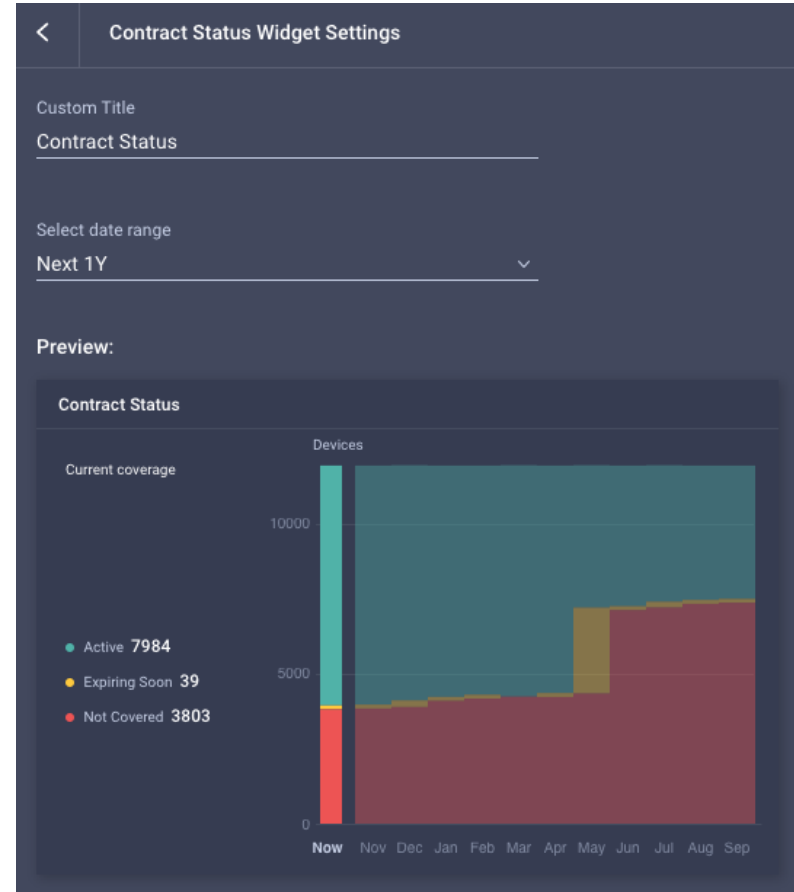 Contract Status Widget Settings
Custom Title
Contract Status
Select date range
Next 1Y
Preview:
Contract Status
Devices
Current coverage
10000
Active 7984
5000
Expiring Soon 39
Not Covered 3803
0
Now Nov Dec Jan Feb Mar Apr May Jun Jul Aug Sep